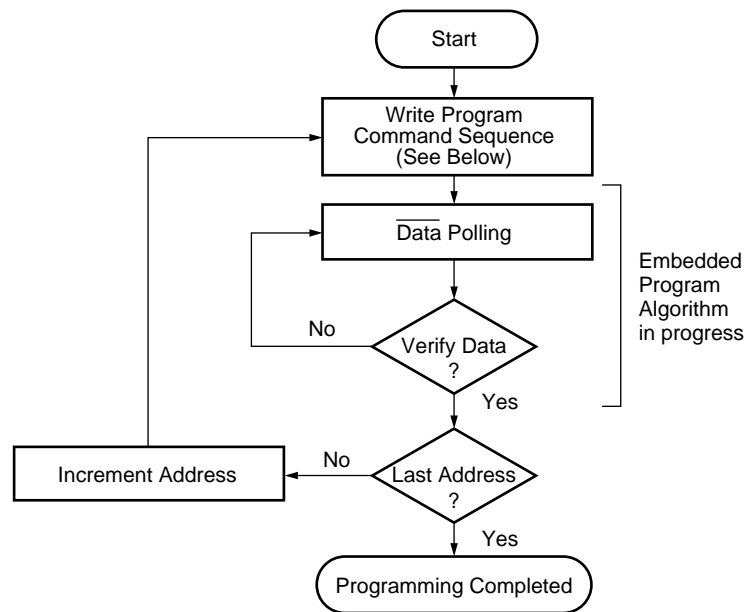 Start
Write Program
Command Sequence
(See Below)
Data Polling
Embedded
Program
Algorithm
in progress
No
Verify Data
?
Yes
Increment Address
No
Last Address
?
Yes
Programming Completed